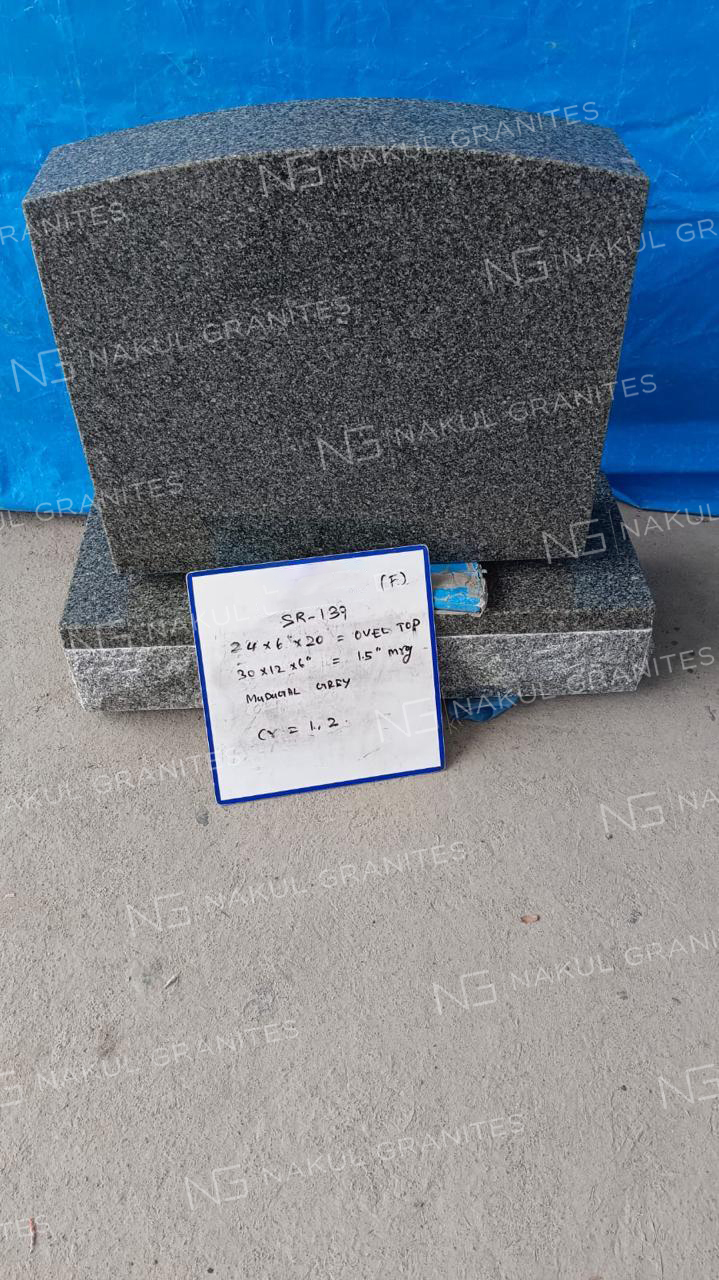 (F)
SR-139
24 x 6" x 20 = OVEL TOP
30 x 12 x 6" = 1.5" mrg
MUDUGAL GREY
Cr = 1, 2.
NG NAKUL GRANITES